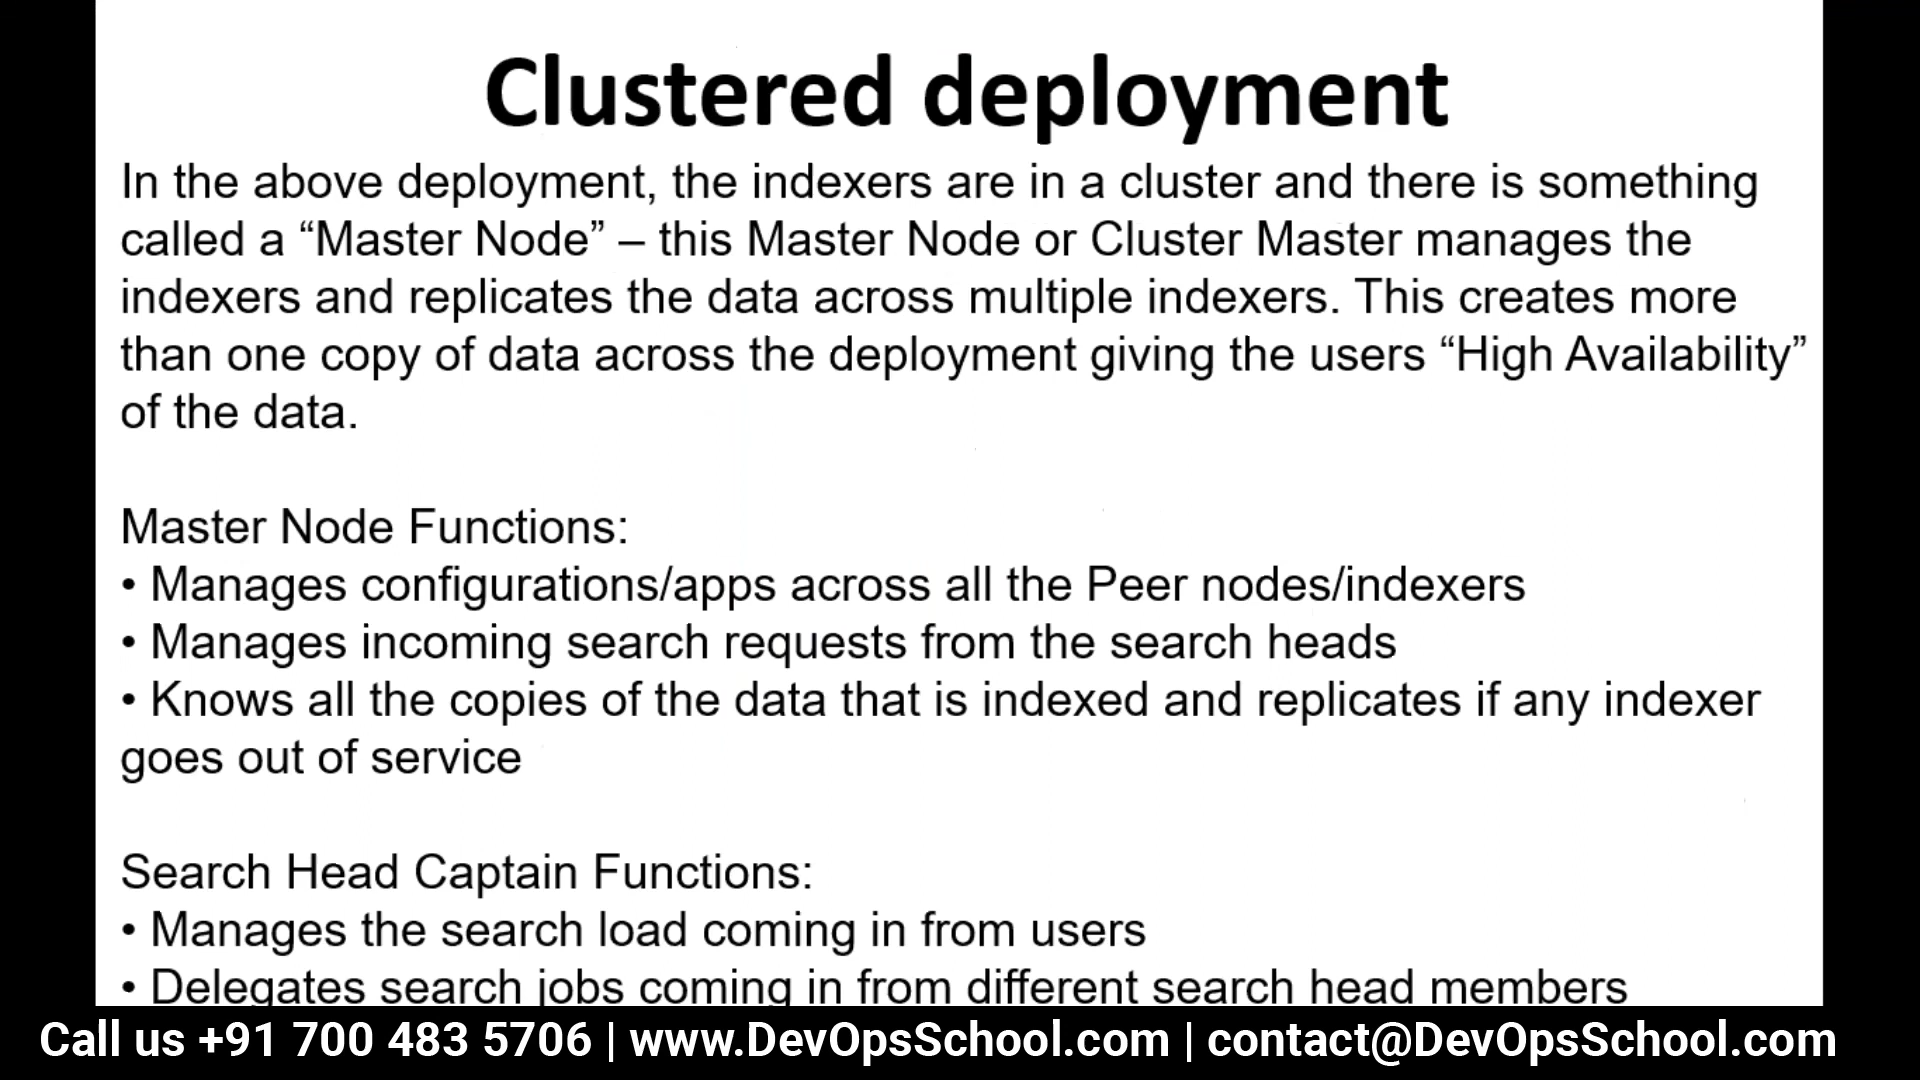 Clustered deployment
In the above deployment, the indexers are in a cluster and there is something
called a “Master Node” – this Master Node or Cluster Master manages the
indexers and replicates the data across multiple indexers. This creates more
than one copy of data across the deployment giving the users “High Availability”
of the data.
Master Node Functions:
• Manages configurations/apps across all the Peer nodes/indexers
• Manages incoming search requests from the search heads
• Knows all the copies of the data that is indexed and replicates if any indexer
goes out of service
Search Head Captain Functions:
• Manages the search load coming in from users
• Delegates search jobs coming in from different search head members
Call us +91 700 483 5706 | www.DevOpsSchool.com | contact@DevOpsSchool.com